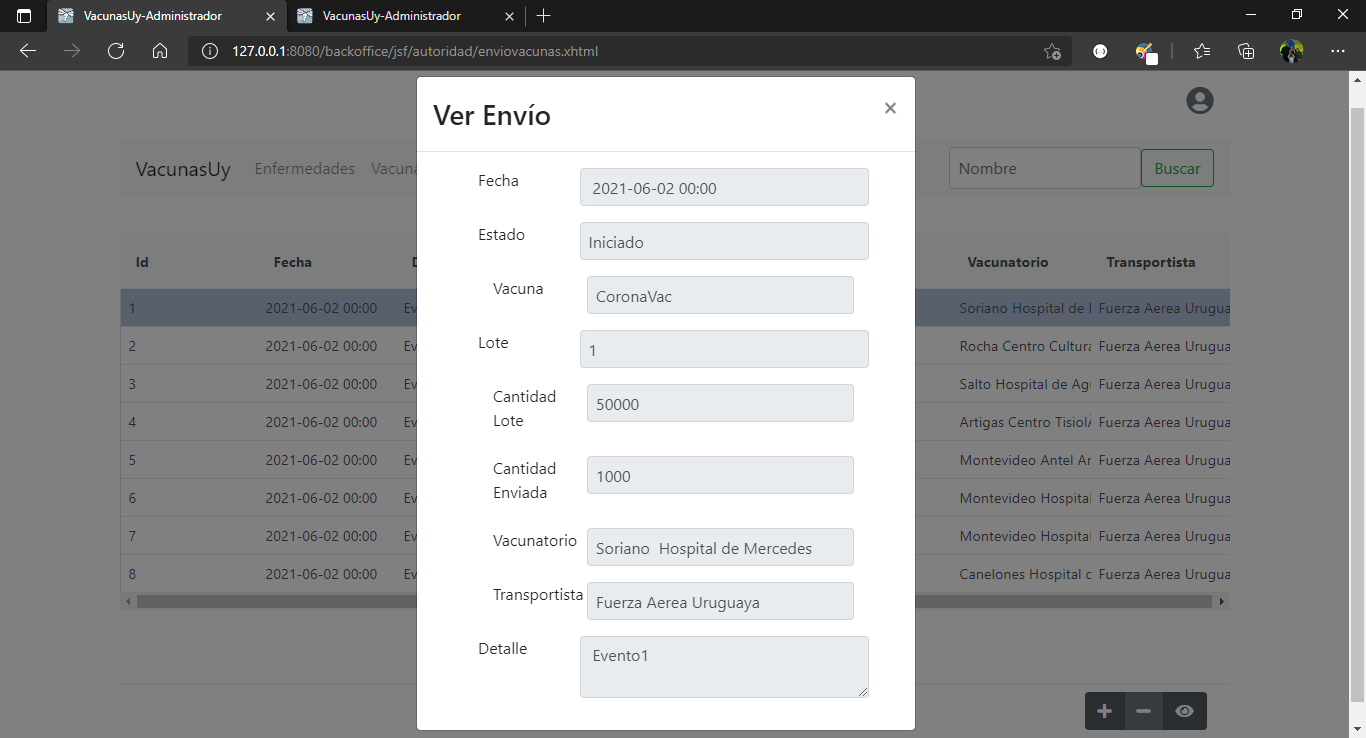 VacunasUy-Administrador
VacunasUy-Administrador
127.0.0.1:8080/backoffice/jsf/autoridad/enviovacunas.xhtml
VacunasUy Enfermedades
Nombre
Buscar
Ver Envío
×
Fecha 2021-06-02 00:00
Estado Iniciado
Vacuna CoronaVac
Lote 1
Cantidad
Lote
50000
Cantidad
Enviada
1000
Vacunatorio Soriano Hospital de Mercedes
Transportista Fuerza Aerea Uruguaya
Detalle Evento1
Id Fecha Vacunatorio Transportista
1 2021-06-02 00:00 Ev Soriano Hospital de Fuerza Aerea Urugua
2 2021-06-02 00:00 Ev Rocha Centro Cultura Fuerza Aerea Urugua
3 2021-06-02 00:00 Ev Salto Hospital de Fuerza Aerea Urugua
4 2021-06-02 00:00 Ev Artigas Centro Fuerza Aerea Urugua
5 2021-06-02 00:00 Ev Montevideo Antel Ar Fuerza Aerea Urugua
6 2021-06-02 00:00 Ev Montevideo Hospital Fuerza Aerea Urugua
7 2021-06-02 00:00 Ev Montevideo Hospital Fuerza Aerea Urugua
8 2021-06-02 00:00 Ev Canelones Hospital Fuerza Aerea Urugua